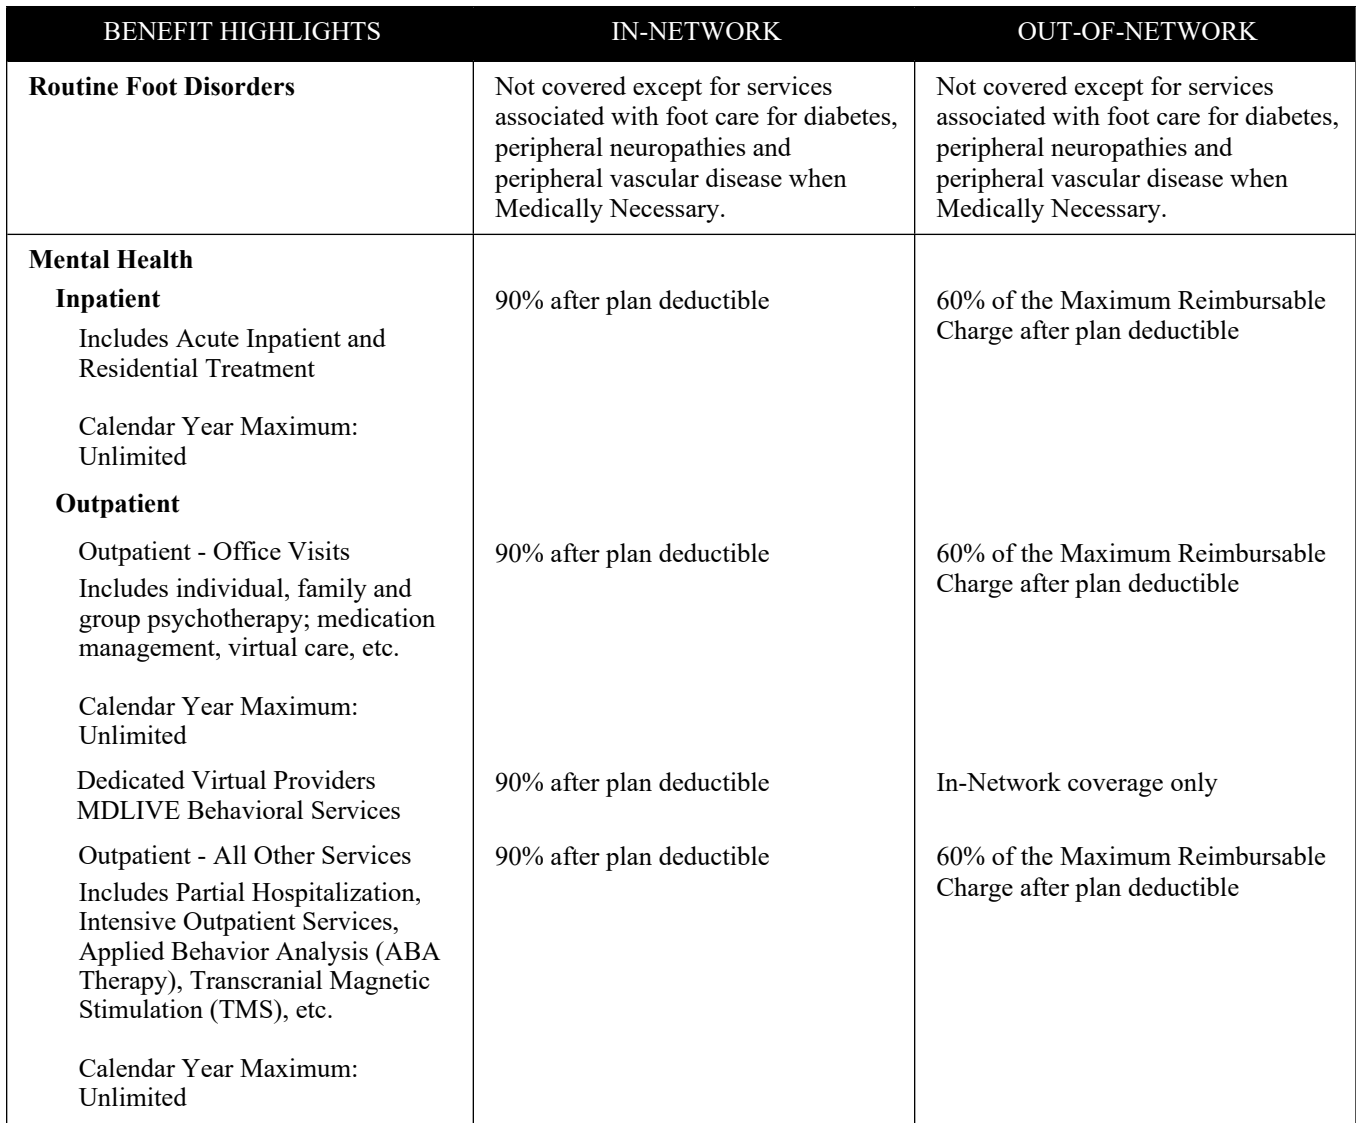 BENEFIT HIGHLIGHTS
IN-NETWORK
OUT-OF-NETWORK
Routine Foot Disorders
Not covered except for services
associated with foot care for diabetes,
peripheral neuropathies and
peripheral vascular disease when
Medically Necessary.
Not covered except for services
associated with foot care for diabetes,
peripheral neuropathies and
peripheral vascular disease when
Medically Necessary.
Mental Health
Inpatient
Includes Acute Inpatient and
Residential Treatment
Calendar Year Maximum:
Unlimited
90% after plan deductible
60% of the Maximum Reimbursable
Charge after plan deductible
Outpatient
Outpatient - Office Visits
Includes individual, family and
group psychotherapy; medication
management, virtual care, etc.
Calendar Year Maximum:
Unlimited
90% after plan deductible
60% of the Maximum Reimbursable
Charge after plan deductible
Dedicated Virtual Providers
MDLIVE Behavioral Services
90% after plan deductible
In-Network coverage only
Outpatient - All Other Services
Includes Partial Hospitalization,
Intensive Outpatient Services,
Applied Behavior Analysis (ABA
Therapy), Transcranial Magnetic
Stimulation (TMS), etc.
Calendar Year Maximum:
Unlimited
90% after plan deductible
60% of the Maximum Reimbursable
Charge after plan deductible